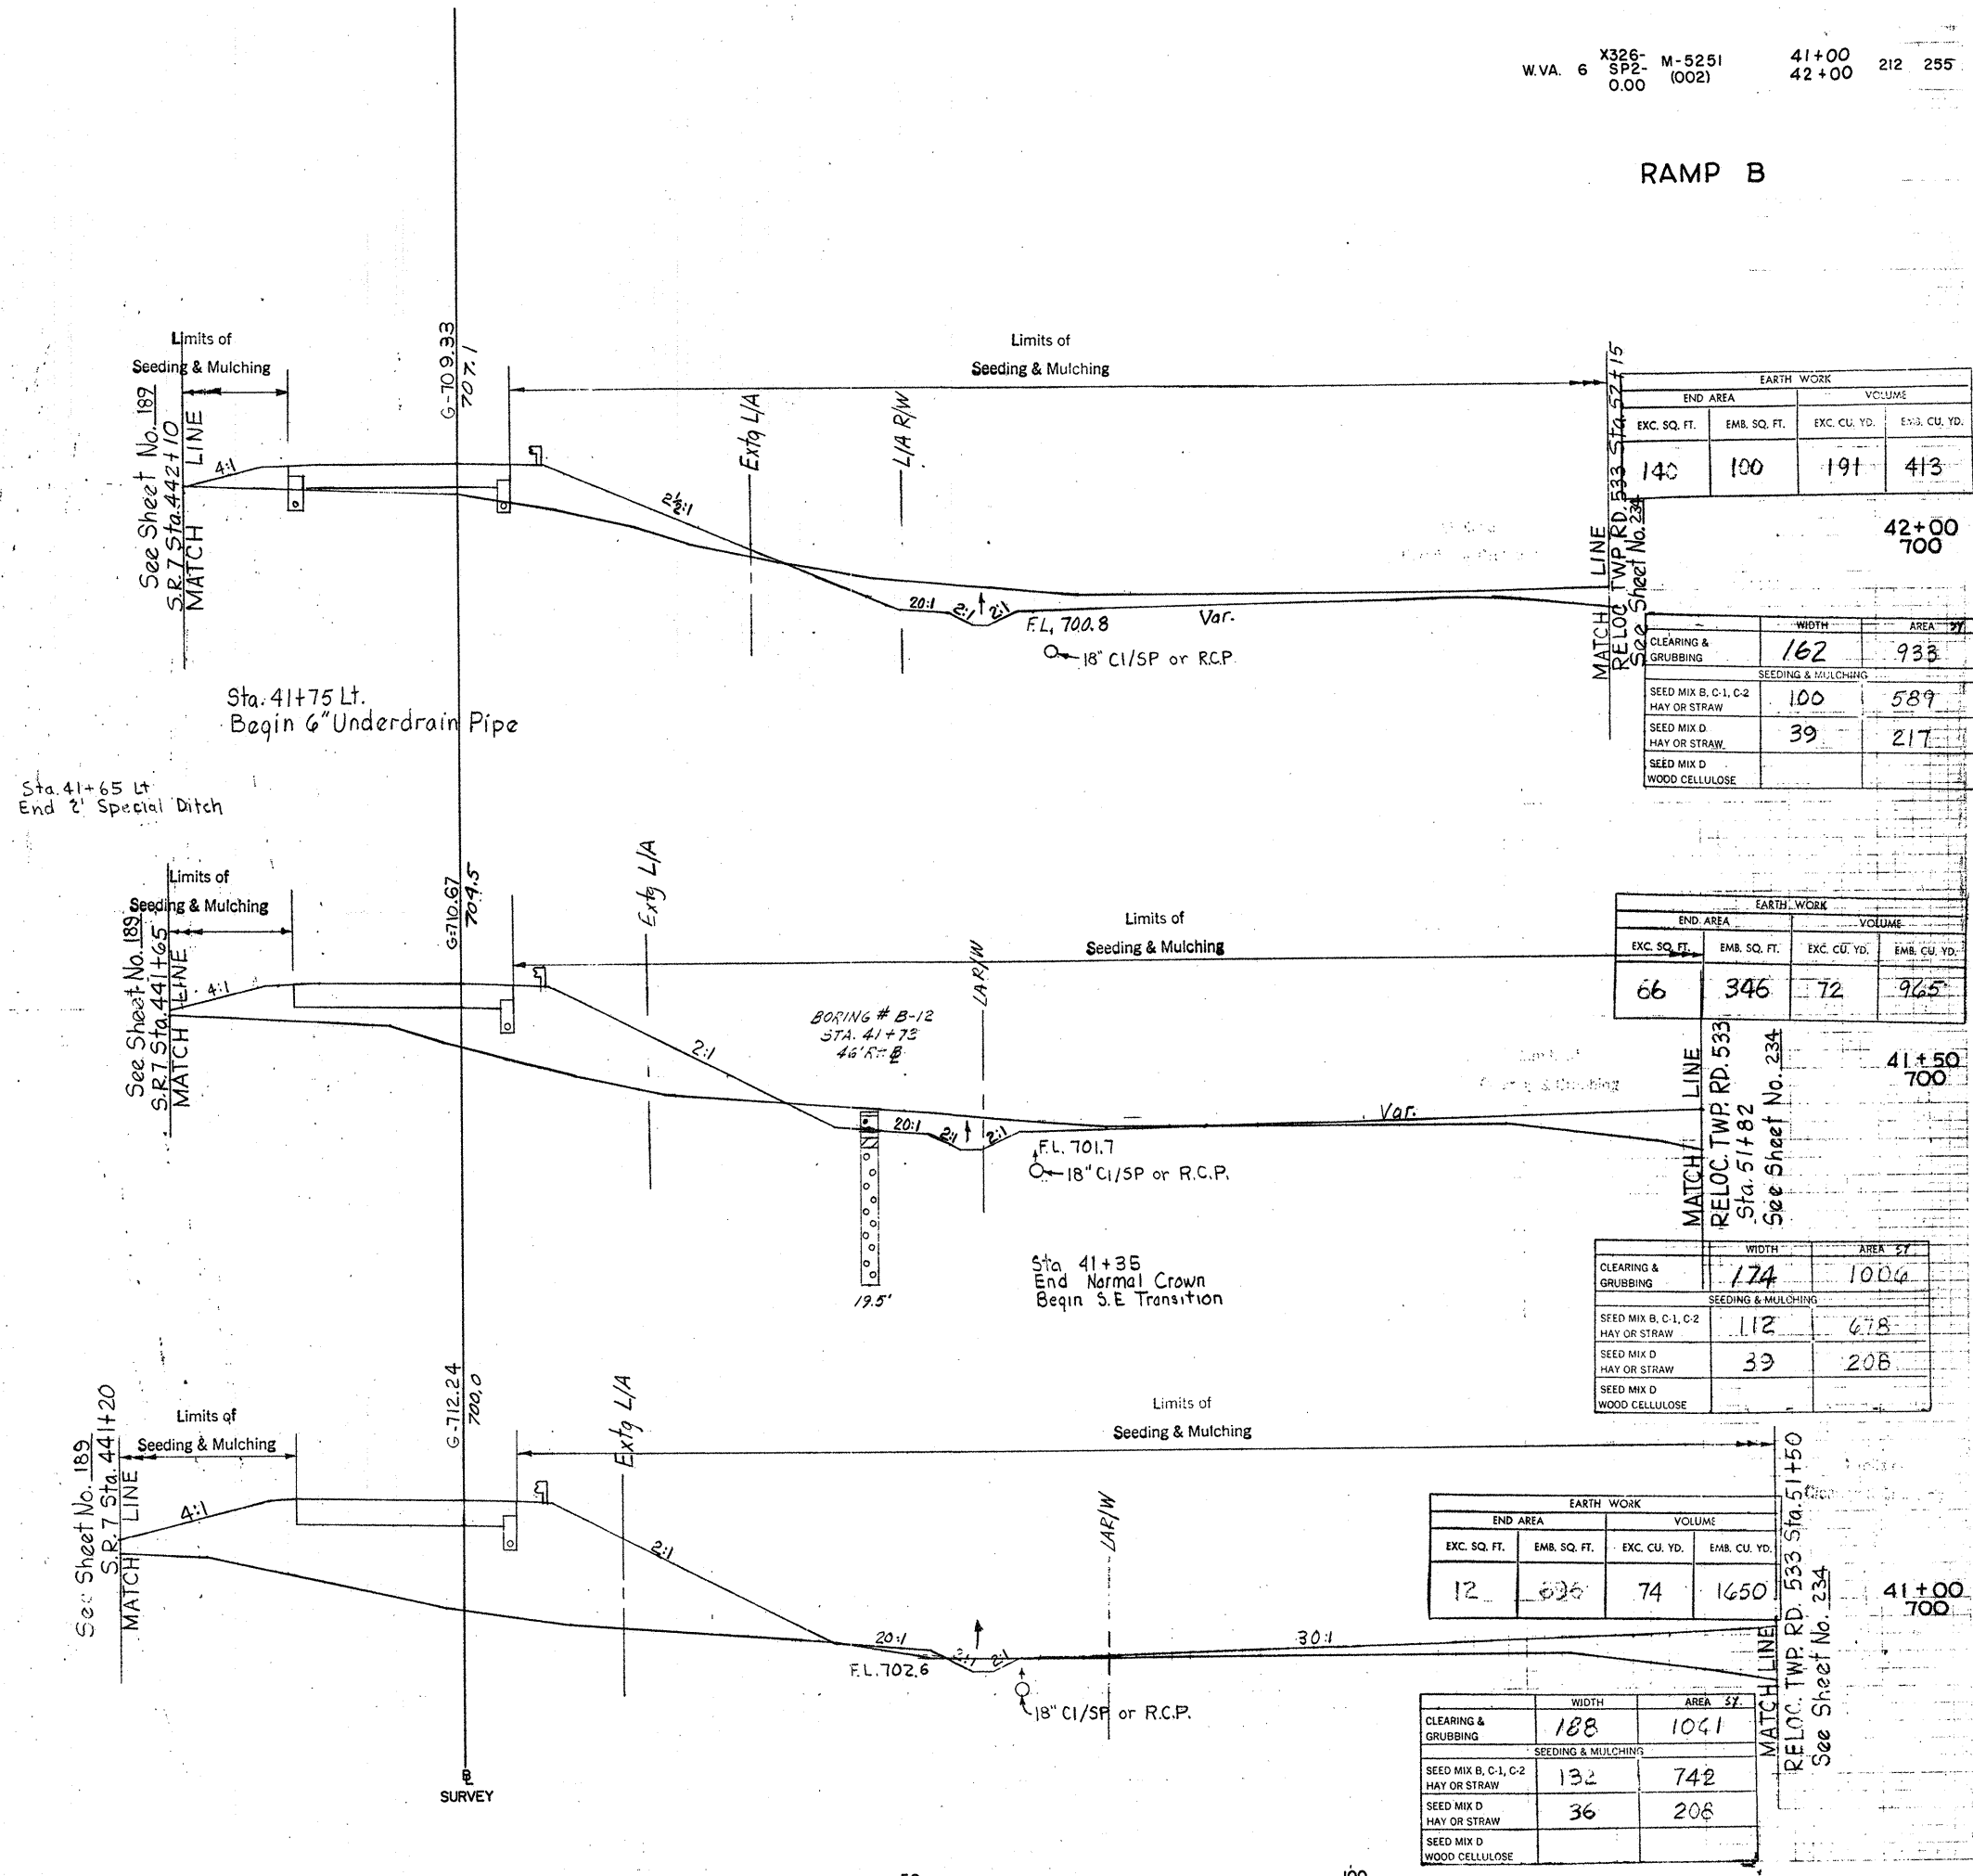 W.VA. 6 X326-SP2-0.00 M-5251 (002) 41+00 42+00 212 255
RAMP B
Limits of
Seeding & Mulching
See Sheet No. 189
S.R.7 Sta.442+10
MATCH LINE
4:1
G-709.33
707.1
Limits of
Seeding & Mulching
Extg L/A
L/A R/W
2½:1
20:1
2:1
2:1
F.L. 700.8
Var.
18" CI/SP or R.C.P.
MATCH LINE
RELOC. TWP. RD. 533 Sta. 52+15
See Sheet No. 234
EARTH WORK
END AREA VOLUME
EXC. SQ. FT. EMB. SQ. FT. EXC. CU. YD. EMB. CU. YD.
140 100 191 413
42+00
700
WIDTH AREA SY
CLEARING & GRUBBING 162 933
SEEDING & MULCHING
SEED MIX B, C-1, C-2 HAY OR STRAW 100 589
SEED MIX D HAY OR STRAW 39 217
SEED MIX D WOOD CELLULOSE
Sta. 41+75 Lt.
Begin 6" Underdrain Pipe
Sta. 41+65 Lt
End 2' Special Ditch
Limits of
Seeding & Mulching
See Sheet No. 189
S.R.7 Sta. 441+65
MATCH LINE
4:1
G=710.67
709.5
Extg L/A
Limits of
Seeding & Mulching
LAR/W
BORING # B-12
STA. 41+73
2:1
20:1
2:1
2:1
F.L. 701.7
18" CI/SP or R.C.P.
Var.
19.5'
Sta 41+35
End Normal Crown
Begin S.E Transition
MATCH LINE
RELOC. TWP. RD. 533
Sta. 51+82
See Sheet No. 234
EARTH WORK
END AREA VOLUME
EXC. SQ. FT. EMB. SQ. FT. EXC. CU. YD. EMB. CU. YD.
66 346 72 965
41+50
700
WIDTH AREA SY
CLEARING & GRUBBING 174 1006
SEEDING & MULCHING
SEED MIX B, C-1, C-2 HAY OR STRAW 112 678
SEED MIX D HAY OR STRAW 39 208
SEED MIX D WOOD CELLULOSE
See Sheet No. 189
S.R. 7 Sta. 441+20
MATCH LINE
Limits of
Seeding & Mulching
4:1
G-712.24
700.0
Extg L/A
Limits of
Seeding & Mulching
LAR/W
2:1
20:1
2:1
F.L. 702.6
18" CI/SP or R.C.P.
30:1
MATCH LINE
RELOC. TWP. RD. 533 Sta. 51+50
See Sheet No. 234
EARTH WORK
END AREA VOLUME
EXC. SQ. FT. EMB. SQ. FT. EXC. CU. YD. EMB. CU. YD.
12 696 74 1650
41+00
700
WIDTH AREA SY.
CLEARING & GRUBBING 188 1041
SEEDING & MULCHING
SEED MIX B, C-1, C-2 HAY OR STRAW 132 742
SEED MIX D HAY OR STRAW 36 208
SEED MIX D WOOD CELLULOSE
SURVEY